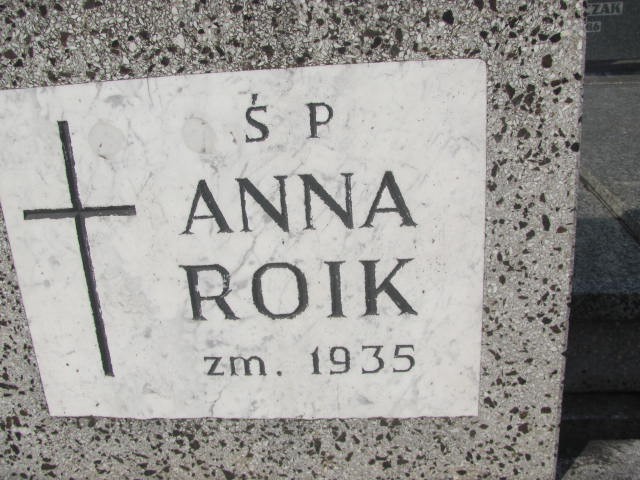 Ś P
ANNA
ROIK
zm. 1935